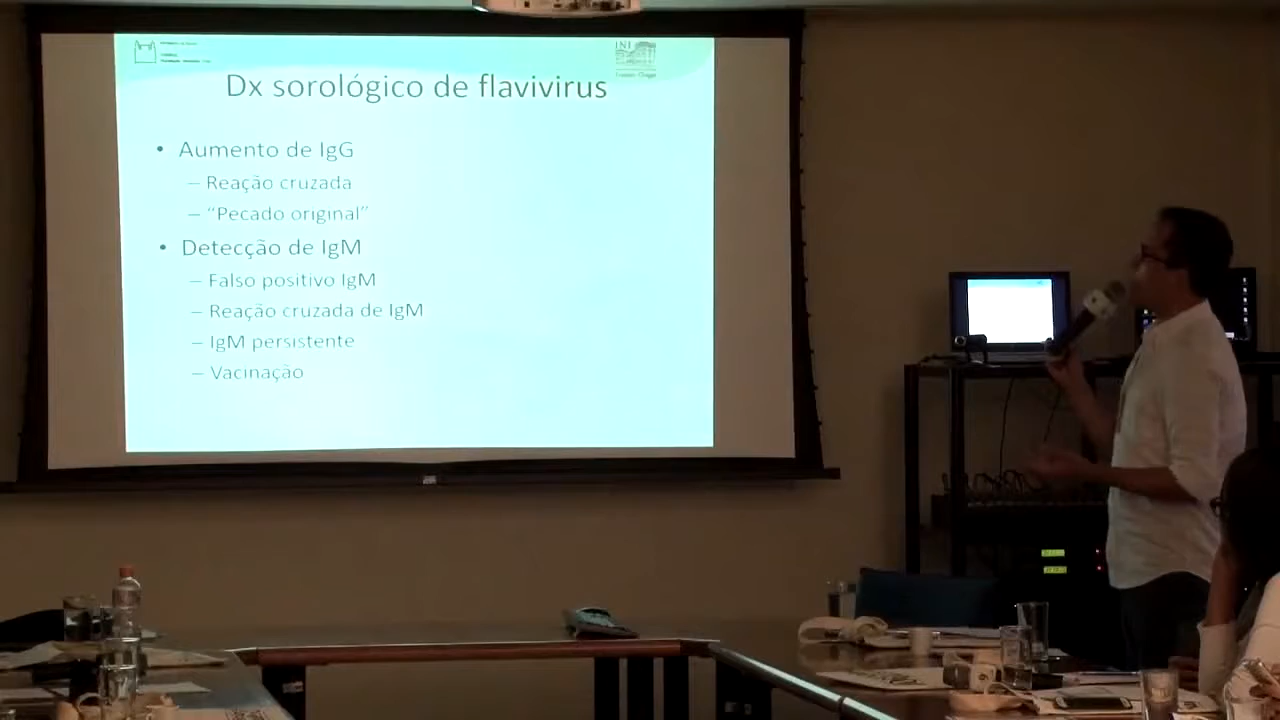 INI
Dx sorológico de flavivirus
• Aumento de IgG
– Reação cruzada
– “Pecado original”
• Detecção de IgM
– Falso positivo IgM
– Reação cruzada de IgM
– IgM persistente
– Vacinação